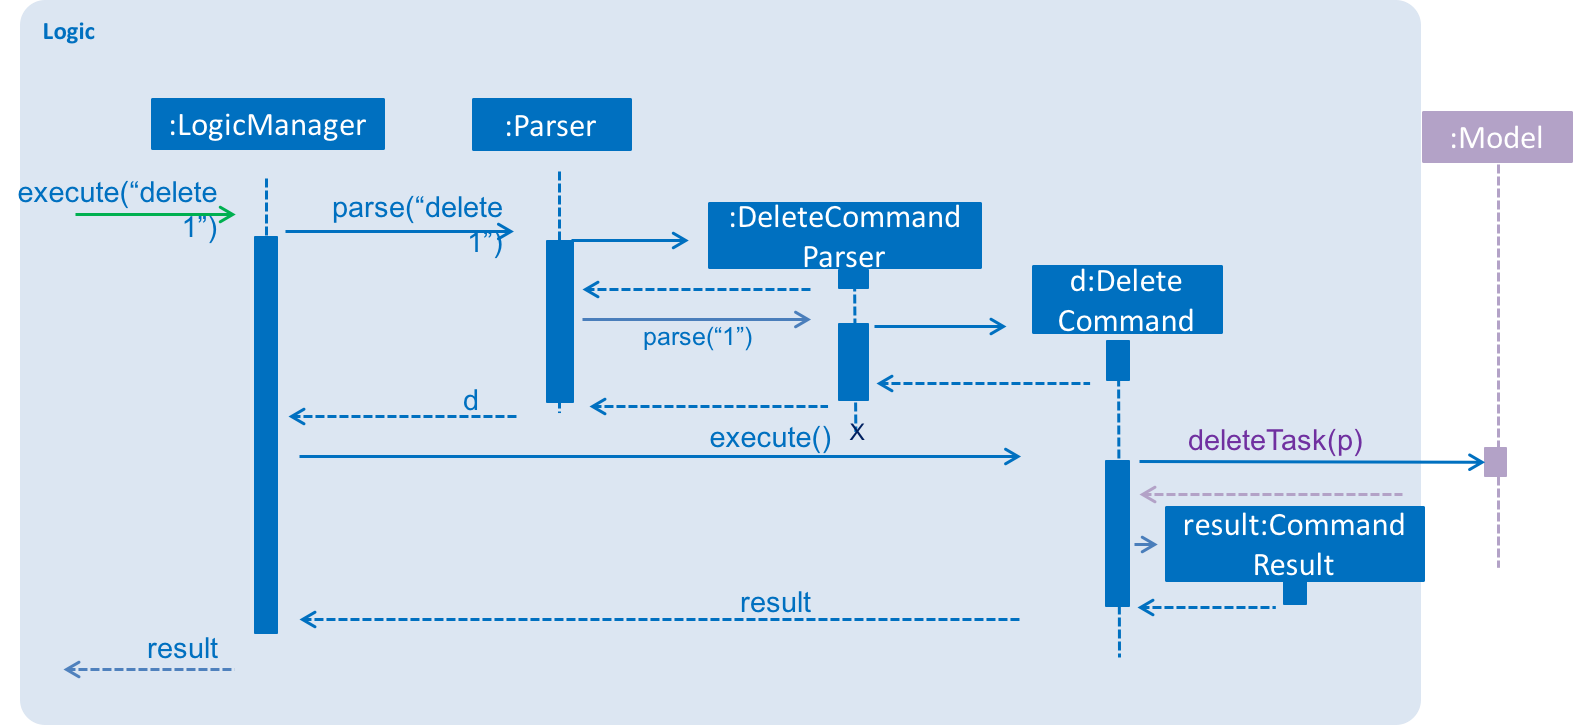 Logic
:LogicManager
:Parser
:Model
execute(“delete
1”)
parse(“delete
1”)
:DeleteCommand
Parser
d:Delete
Command
parse(“1”)
d
execute()
X
deleteTask(p)
result:Command
Result
result
result